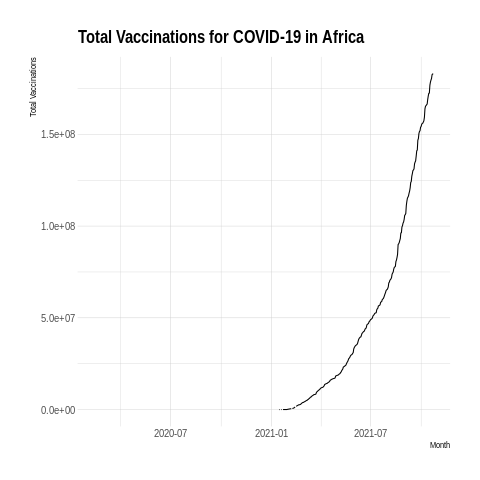 Total Vaccinations for COVID-19 in Africa
Total Vaccinations
1.5e+08
1.0e+08
5.0e+07
0.0e+00
2020-07
2021-01
2021-07
Month